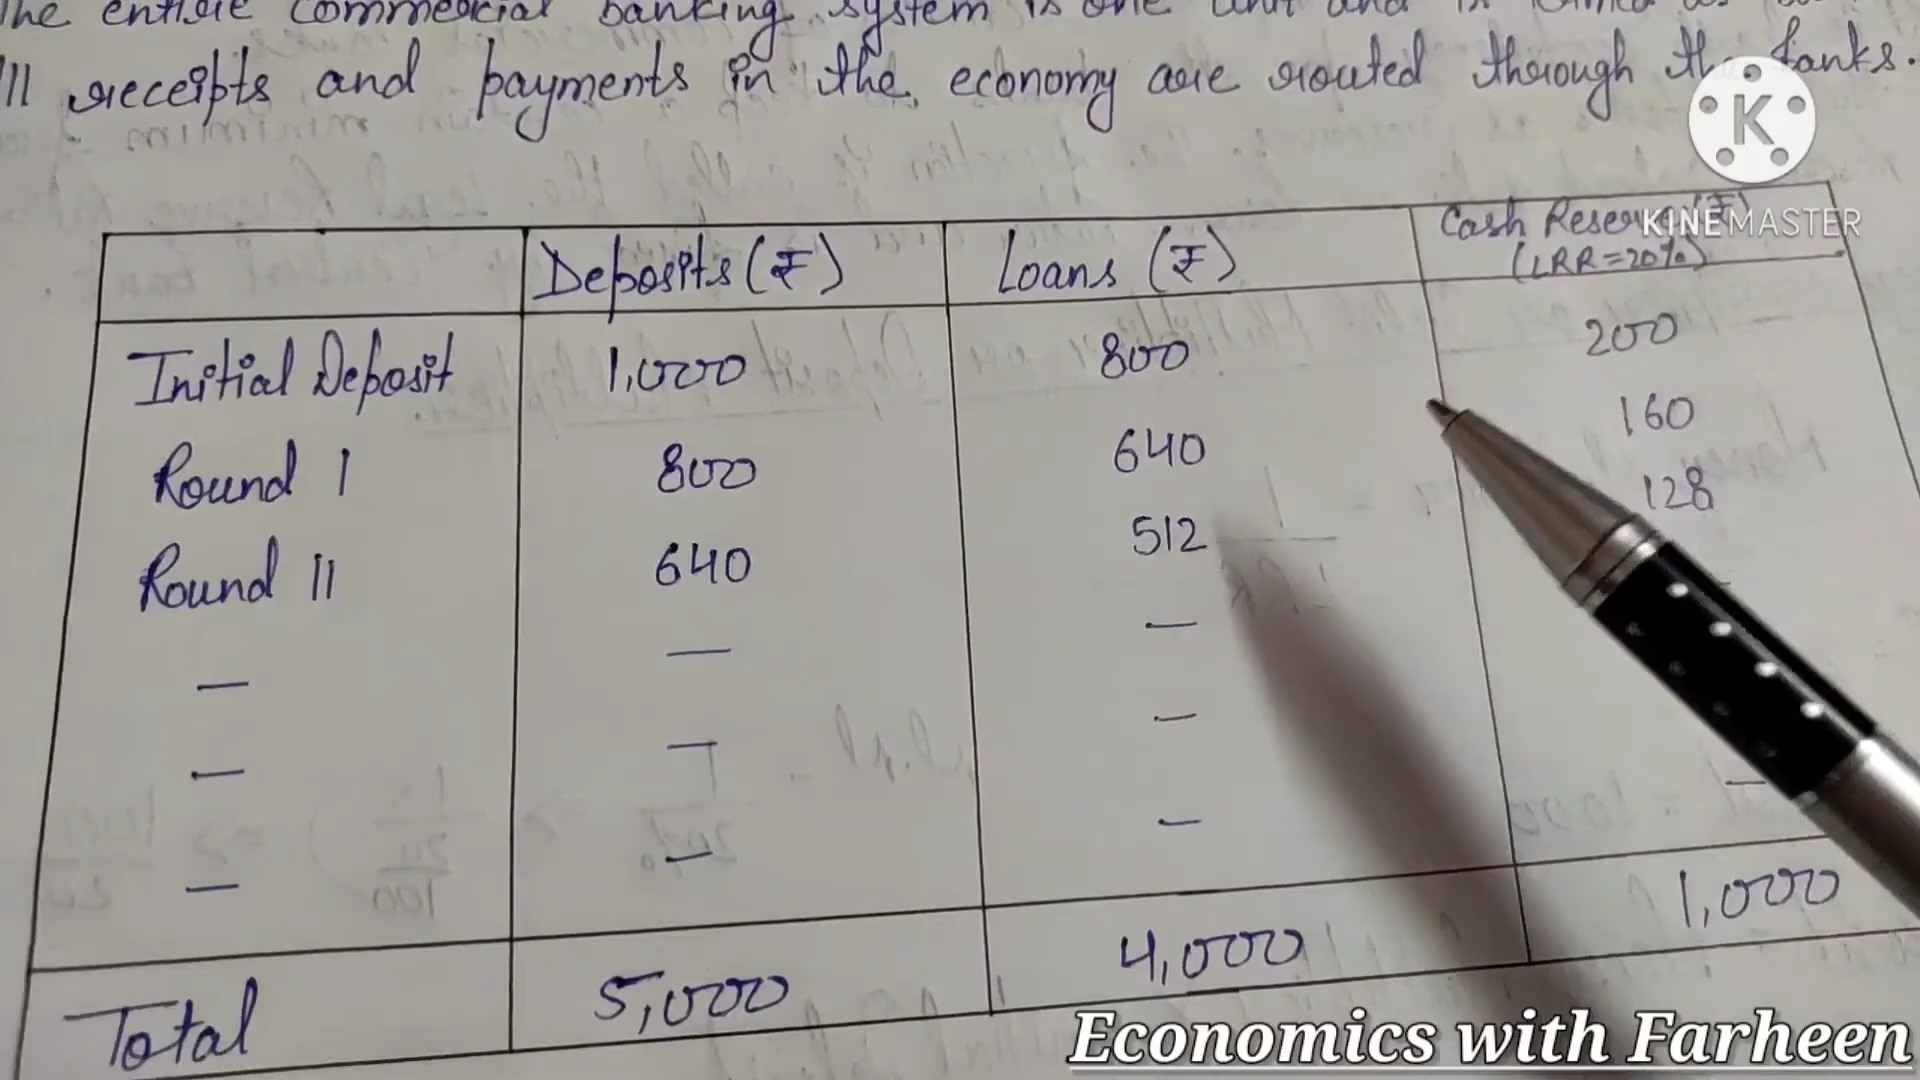 the entire commercial banking system is one unit and is
receipts and payments in the economy are routed through the banks.
K
KINEMASTER
Deposits (₹) Loans (₹) Cash Reserve (₹)
(LRR=20%)
Initial Deposit 1,000 800 200
Round I 800 640 160
Round II 640 512 128
— — —
— — —
— — —
Total 5,000 4,000 1,000
Economics with Farheen